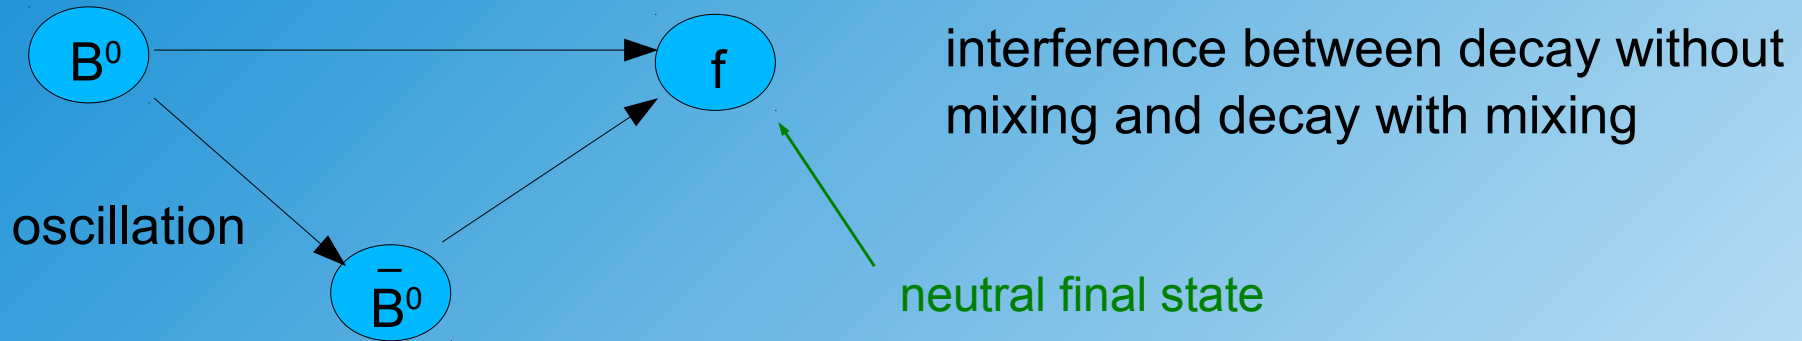 B⁰
f
interference between decay without
mixing and decay with mixing
oscillation
B̅⁰
neutral final state